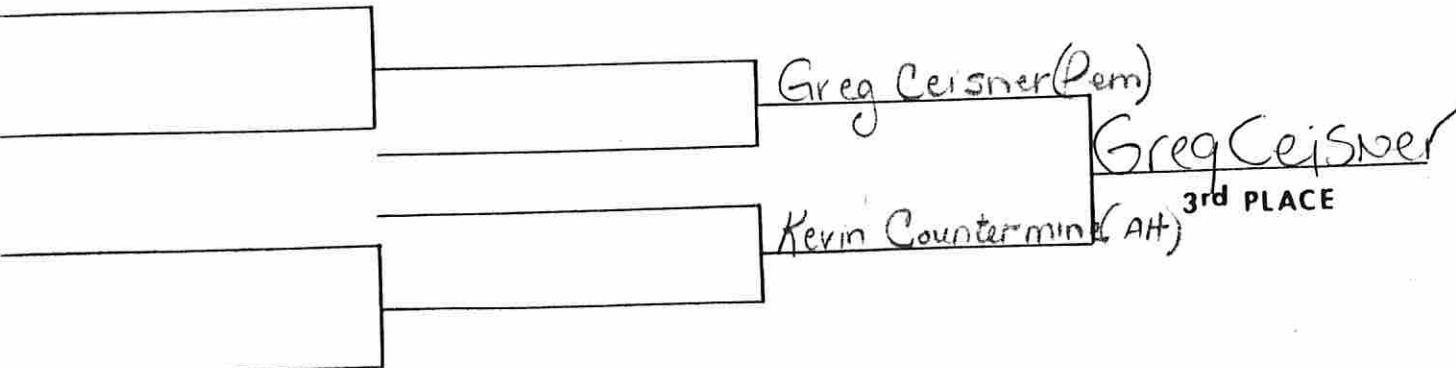 Greg Ceisner (Pem)
Greg Ceisner
3rd PLACE
Kevin Countermine (AH)